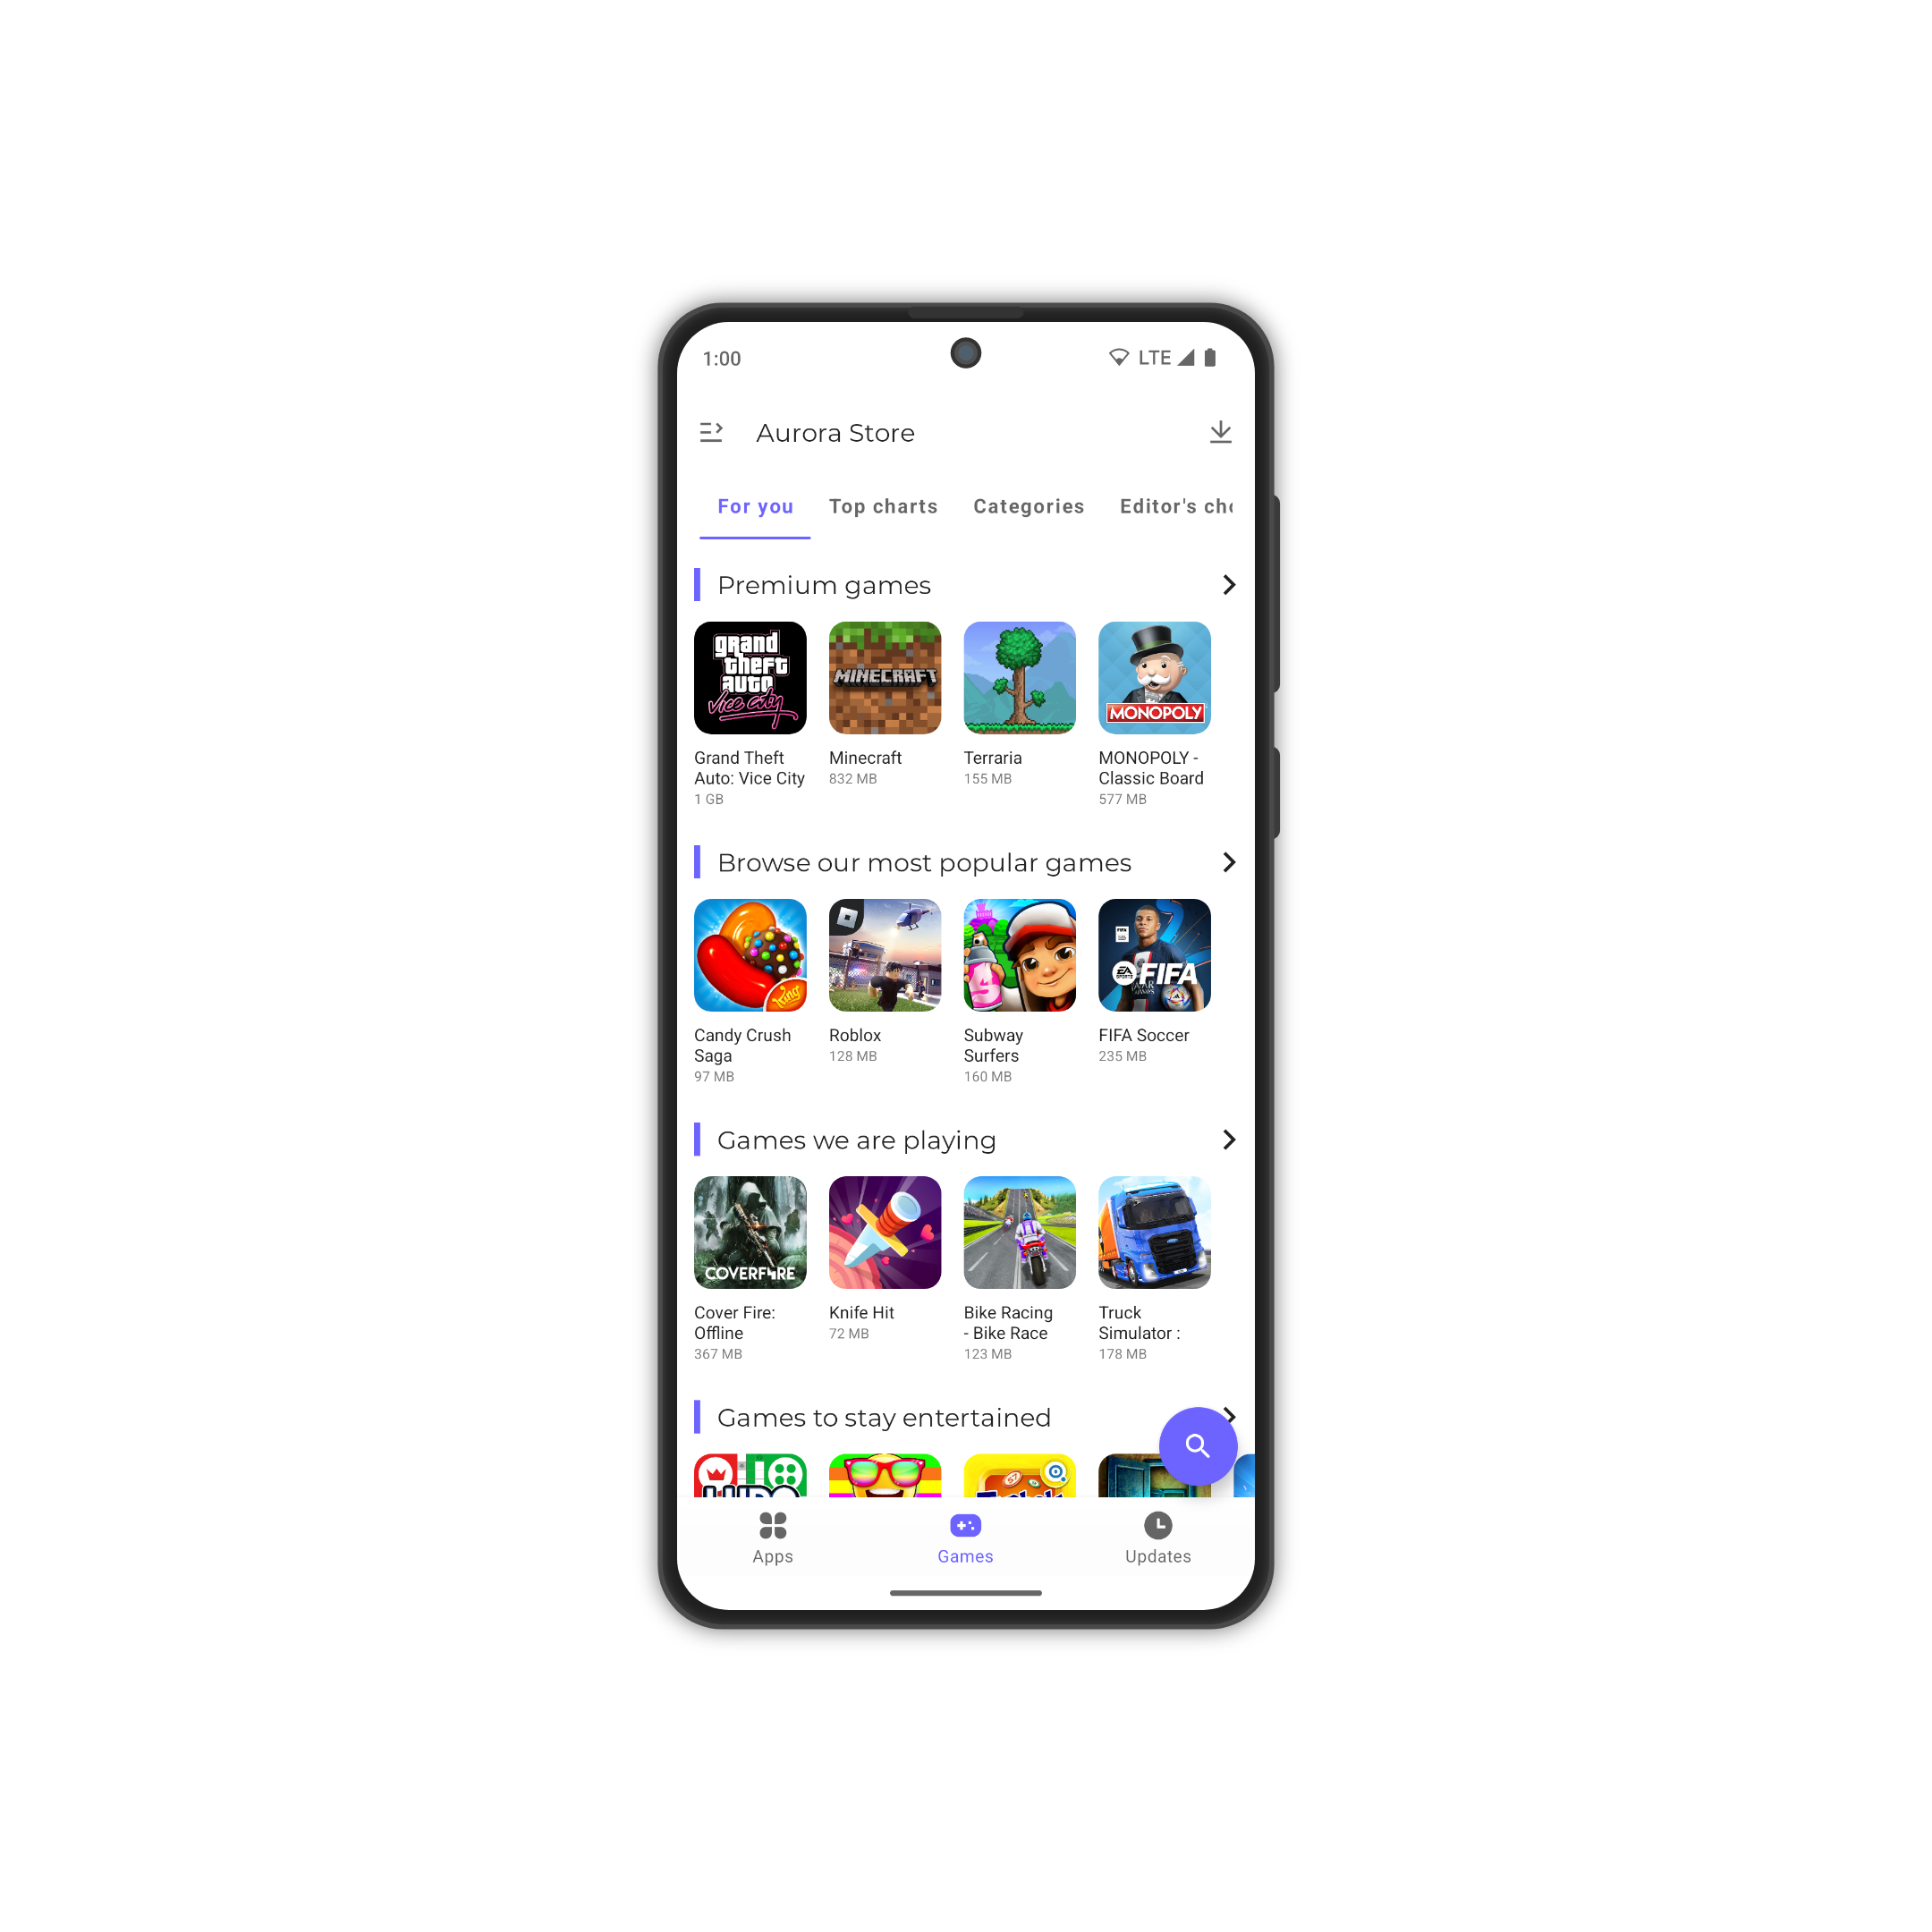 1:00
LTE
Aurora Store
For you
Top charts
Categories
Editor's
Premium games
grand
theft
auto
vice city
MINECRAFT
MONOPOLY
Grand Theft
Auto: Vice City
1 GB
Minecraft
832 MB
Terraria
155 MB
MONOPOLY -
Classic Board
577 MB
Browse our most popular games
King
FIFA
EA
SPORTS
FIFA
Candy Crush
Saga
97 MB
Roblox
128 MB
Subway
Surfers
160 MB
FIFA Soccer
235 MB
Games we are playing
COVERFIRE
Cover Fire:
Offline
367 MB
Knife Hit
72 MB
Bike Racing
- Bike Race
123 MB
Truck
Simulator :
178 MB
Games to stay entertained
Apps
Games
Updates